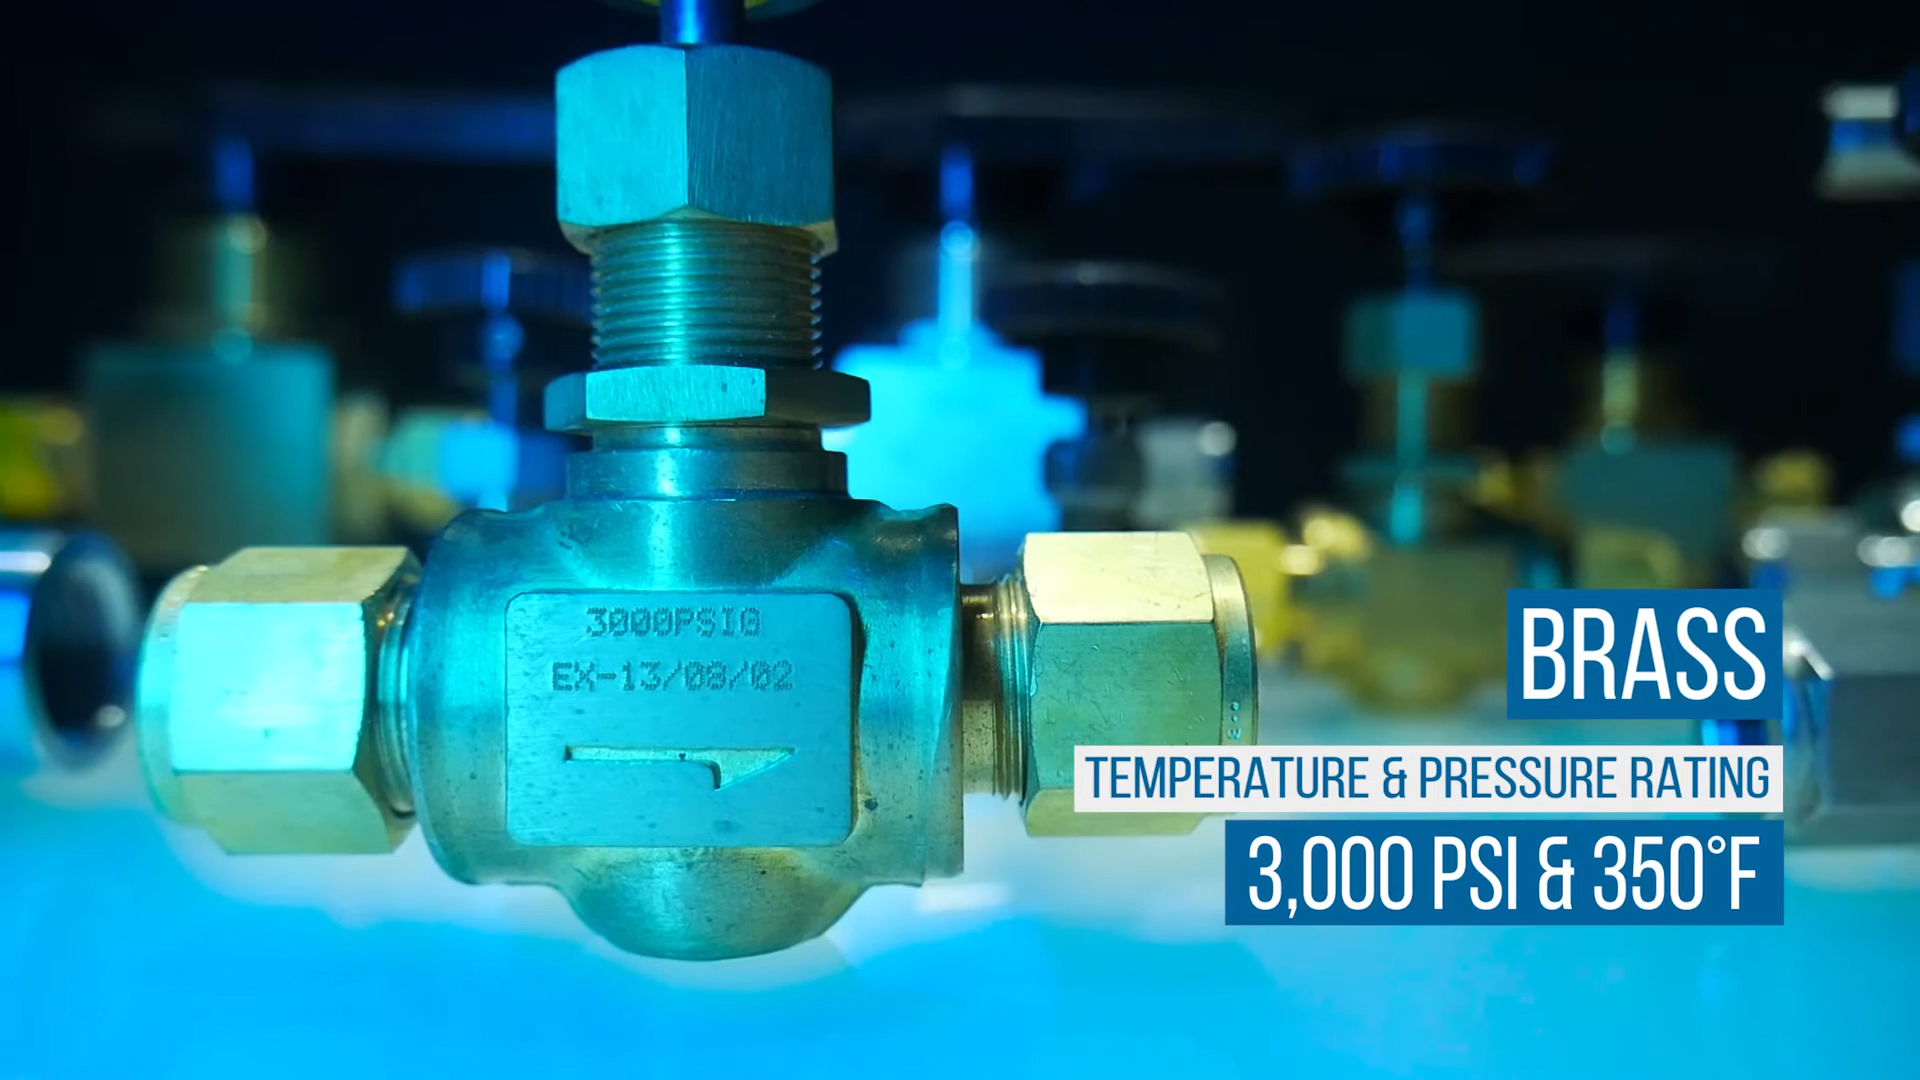 3000PSIG
EX-13/08/02
BRASS
TEMPERATURE & PRESSURE RATING
3,000 PSI & 350°F